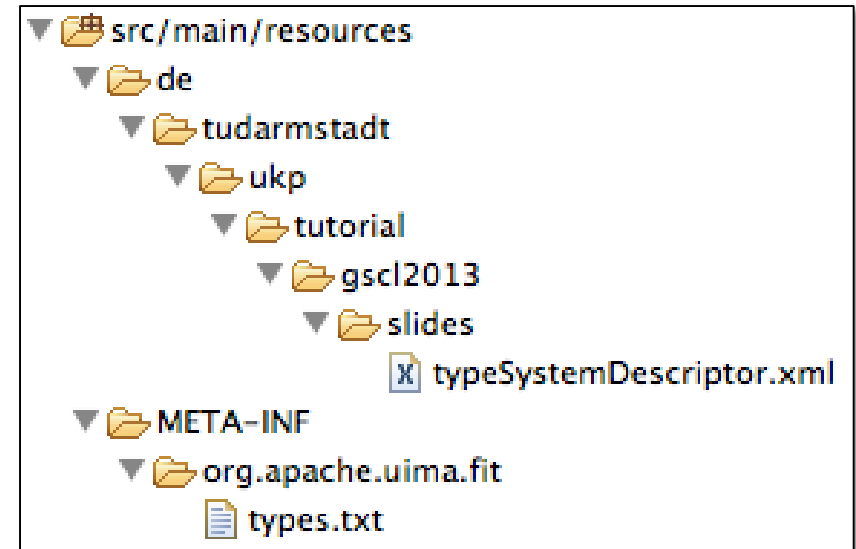 src/main/resources
de
tudarmstadt
ukp
tutorial
gscl2013
slides
typeSystemDescriptor.xml
META-INF
org.apache.uima.fit
types.txt